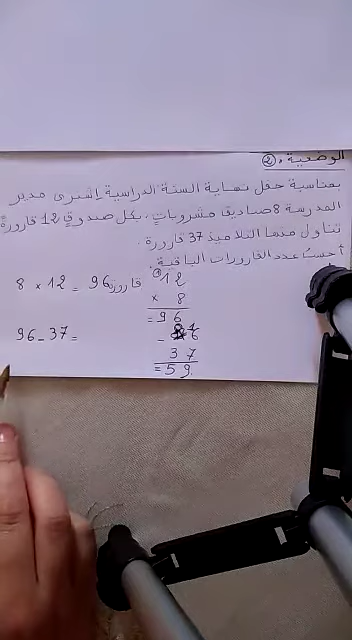 الوضعية ②
بمناسبة حفل نهاية السنة الدراسية إشترى مدير
المدرسة 8 صناديق مشروبات، بكل صندوق 12 قارورة
تناول منها التلاميذ 37 قارورة.
أحسب عدد القارورات الباقية.
8 × 12 = 96 قارورة
12
× 8
= 96
96 - 37 =
37
= 59